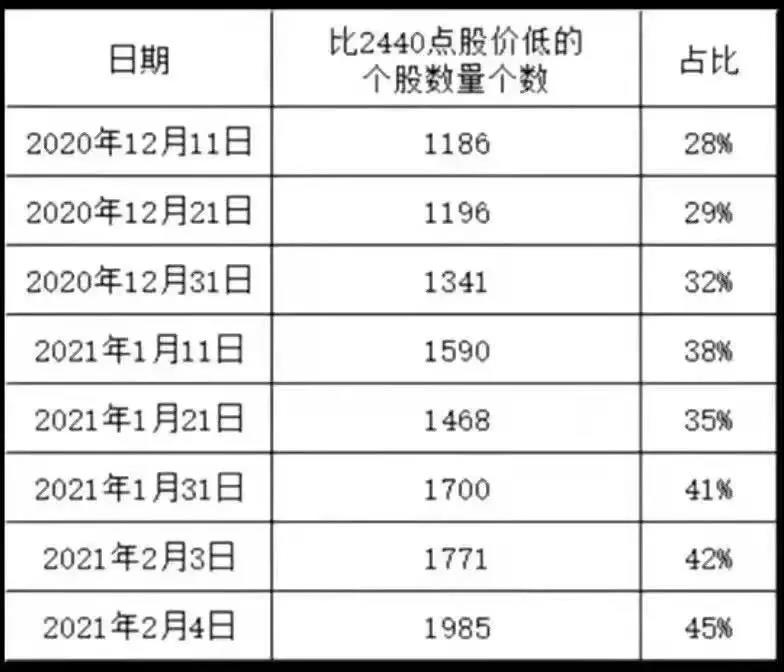 日期 比2440点股价低的 占比
个股数量个数
2020年12月11日 1186 28%
2020年12月21日 1196 29%
2020年12月31日 1341 32%
2021年1月11日 1590 38%
2021年1月21日 1468 35%
2021年1月31日 1700 41%
2021年2月3日 1771 42%
2021年2月4日 1985 45%